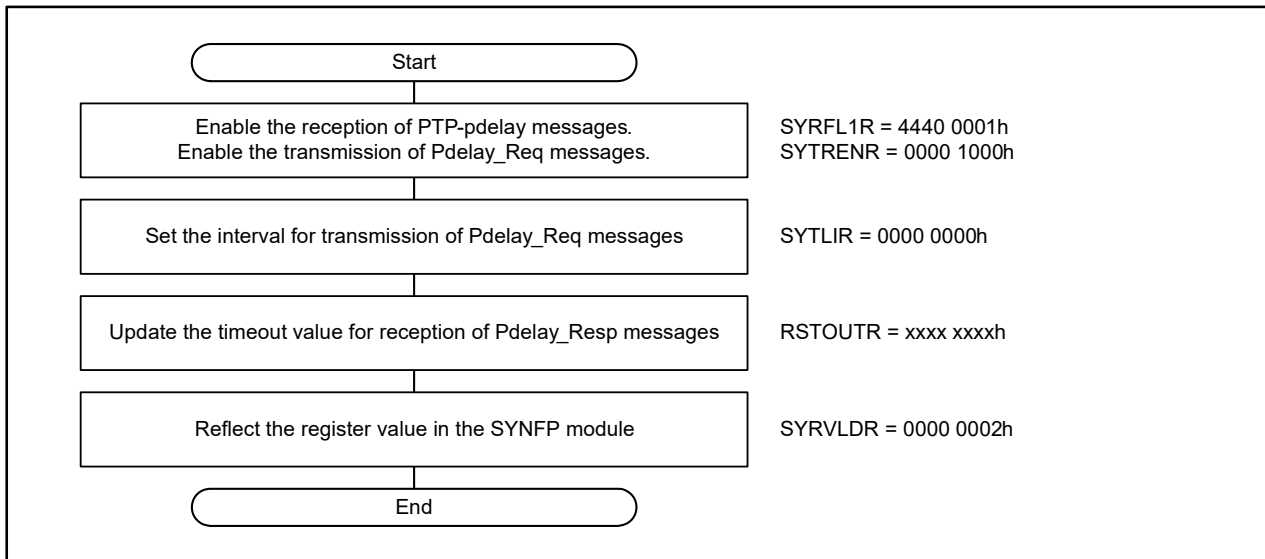 Start
Enable the reception of PTP-pdelay messages.
Enable the transmission of Pdelay_Req messages.
SYRFL1R = 4440 0001h
SYTRENR = 0000 1000h
Set the interval for transmission of Pdelay_Req messages
SYTLIR = 0000 0000h
Update the timeout value for reception of Pdelay_Resp messages
RSTOUTR = xxxx xxxxh
Reflect the register value in the SYNFP module
SYRVLDR = 0000 0002h
End